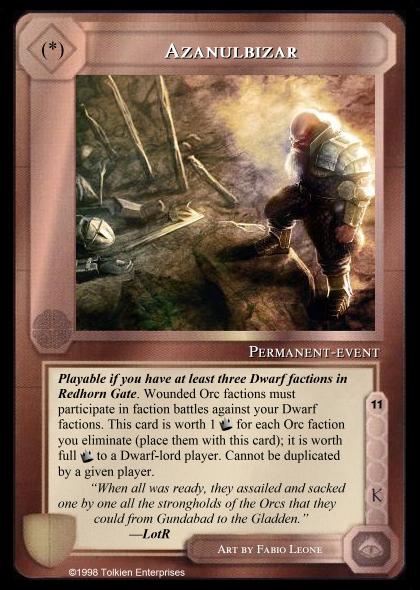 (*)
AZANULBIZAR
PERMANENT-EVENT
Playable if you have at least three Dwarf factions in
Redhorn Gate. Wounded Orc factions must
participate in faction battles against your Dwarf
factions. This card is worth 1 for each Orc faction
you eliminate (place them with this card); it is worth
full to a Dwarf-lord player. Cannot be duplicated
by a given player.
“When all was ready, they assailed and sacked
one by one all the strongholds of the Orcs that they
could from Gundabad to the Gladden.”
—LotR
11
K
ART BY FABIO LEONE
©1998 Tolkien Enterprises